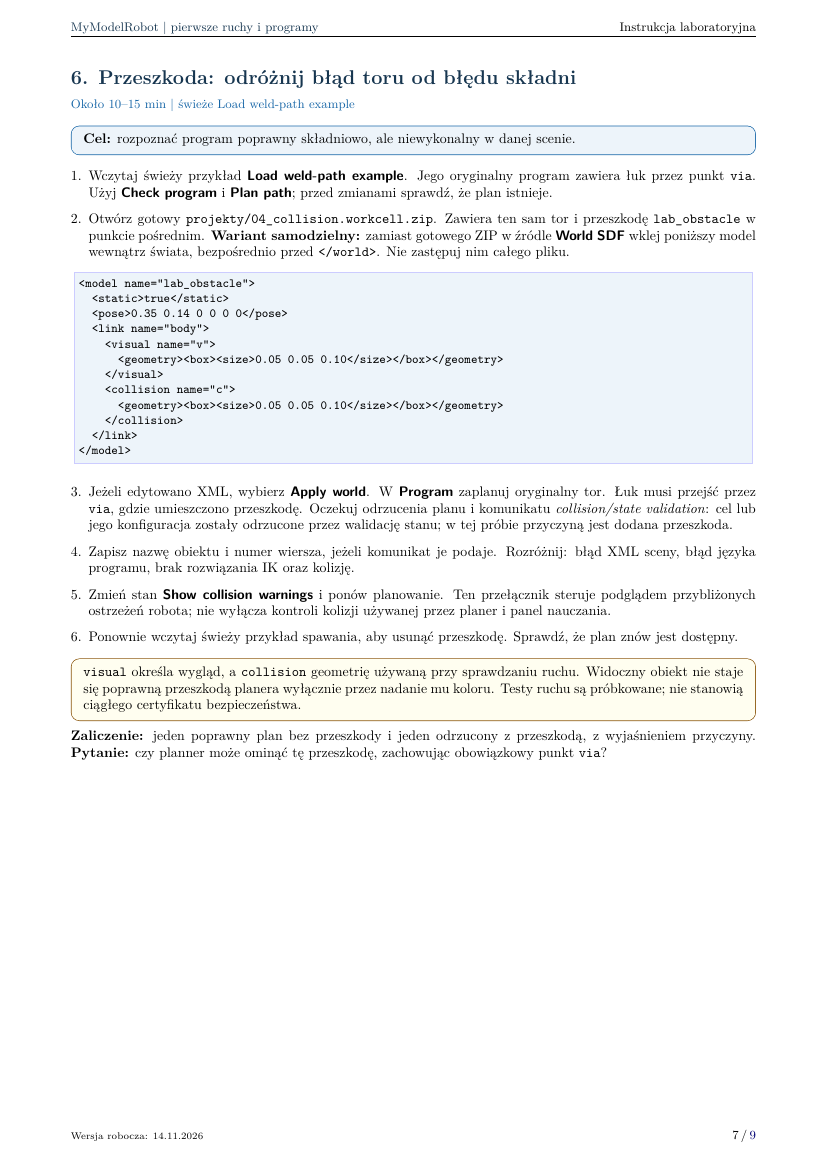 MyModelRobot | pierwsze ruchy i programy
Instrukcja laboratoryjna
6. Przeszkoda: odróżnij błąd toru od błędu składni
Około 10–15 min | świeże Load weld-path example
Cel: rozpoznać program poprawny składniowo, ale niewykonalny w danej scenie.
1. Wczytaj świeży przykład Load weld-path example. Jego oryginalny program zawiera łuk przez punkt via.
Użyj Check program i Plan path; przed zmianami sprawdź, że plan istnieje.
2. Otwórz gotowy projekty/04_collision.workcell.zip. Zawiera ten sam tor i przeszkodę lab_obstacle w
punkcie pośrednim. Wariant samodzielny: zamiast gotowego ZIP w źródle World SDF wklej poniższy model
wewnątrz świata, bezpośrednio przed </world>. Nie zastępuj nim całego pliku.
<model name="lab_obstacle">
  <static>true</static>
  <pose>0.35 0.14 0 0 0 0</pose>
  <link name="body">
    <visual name="v">
      <geometry><box><size>0.05 0.05 0.10</size></box></geometry>
    </visual>
    <collision name="c">
      <geometry><box><size>0.05 0.05 0.10</size></box></geometry>
    </collision>
  </link>
</model>
3. Jeżeli edytowano XML, wybierz Apply world. W Program zaplanuj oryginalny tor. Łuk musi przejść przez
via, gdzie umieszczono przeszkodę. Oczekuj odrzucenia planu i komunikatu collision/state validation: cel lub
jego konfiguracja zostały odrzucone przez walidację stanu; w tej próbie przyczyną jest dodana przeszkoda.
4. Zapisz nazwę obiektu i numer wiersza, jeżeli komunikat je podaje. Rozróżnij: błąd XML sceny, błąd języka
programu, brak rozwiązania IK oraz kolizję.
5. Zmień stan Show collision warnings i ponów planowanie. Ten przełącznik steruje podglądem przybliżonych
ostrzeżeń robota; nie wyłącza kontroli kolizji używanej przez planer i panel nauczania.
6. Ponownie wczytaj świeży przykład spawania, aby usunąć przeszkodę. Sprawdź, że plan znów jest dostępny.
visual określa wygląd, a collision geometrię używaną przy sprawdzaniu ruchu. Widoczny obiekt nie staje
się poprawną przeszkodą planera wyłącznie przez nadanie mu koloru. Testy ruchu są próbkowane; nie stanowią
ciągłego certyfikatu bezpieczeństwa.
Zaliczenie: jeden poprawny plan bez przeszkody i jeden odrzucony z przeszkodą, z wyjaśnieniem przyczyny.
Pytanie: czy planner może ominąć tę przeszkodę, zachowując obowiązkowy punkt via?
Wersja robocza: 14.11.2026
7 / 9